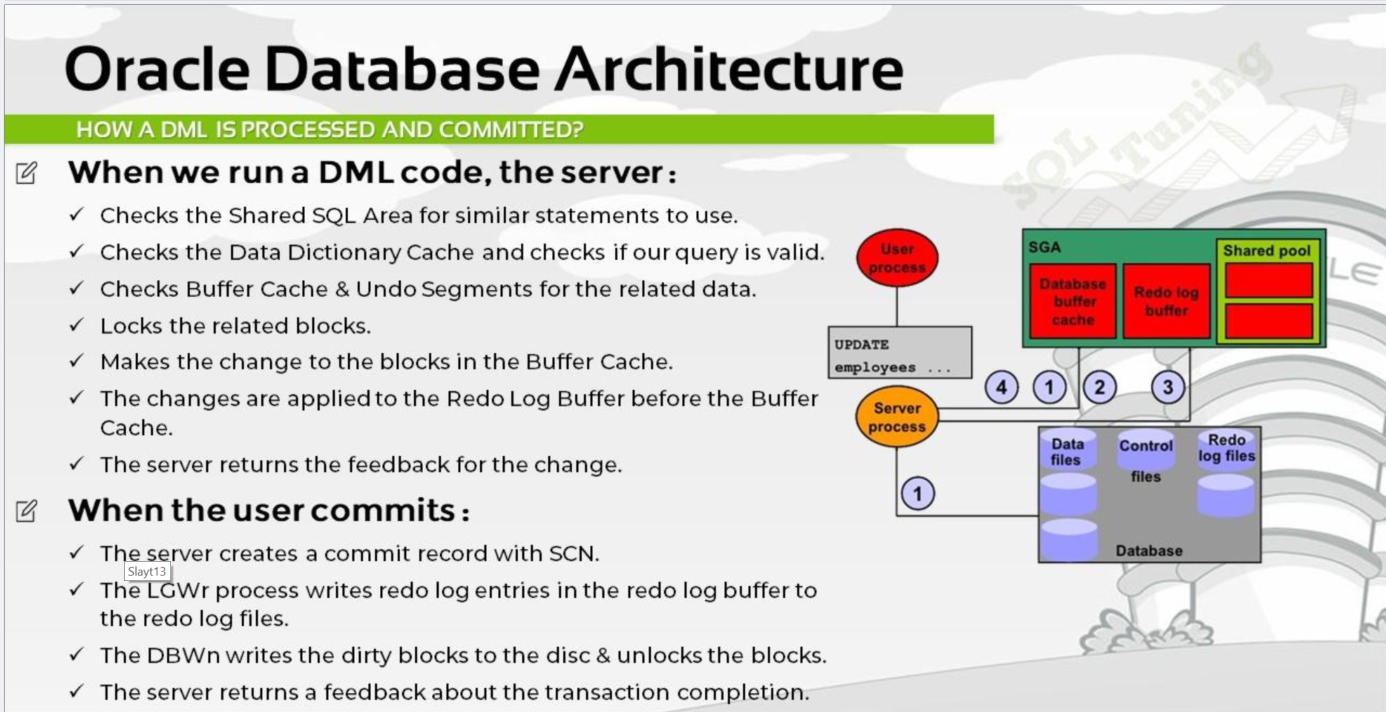 Oracle Database Architecture
HOW A DML IS PROCESSED AND COMMITTED?
SQL
Tuning
When we run a DML code, the server:
✓ Checks the Shared SQL Area for similar statements to use.
✓ Checks the Data Dictionary Cache and checks if our query is valid.
✓ Checks Buffer Cache & Undo Segments for the related data.
✓ Locks the related blocks.
✓ Makes the change to the blocks in the Buffer Cache.
✓ The changes are applied to the Redo Log Buffer before the Buffer
Cache.
✓ The server returns the feedback for the change.
When the user commits:
✓ The server creates a commit record with SCN.
Slayt13
✓ The LGWr process writes redo log entries in the redo log buffer to
the redo log files.
✓ The DBWn writes the dirty blocks to the disc & unlocks the blocks.
✓ The server returns a feedback about the transaction completion.
User
process
UPDATE
employees ...
Server
process
SGA
Database
buffer
cache
Redo log
buffer
Shared pool
LE
4
1
2
3
1
Data
files
Control
files
Redo
log files
Database